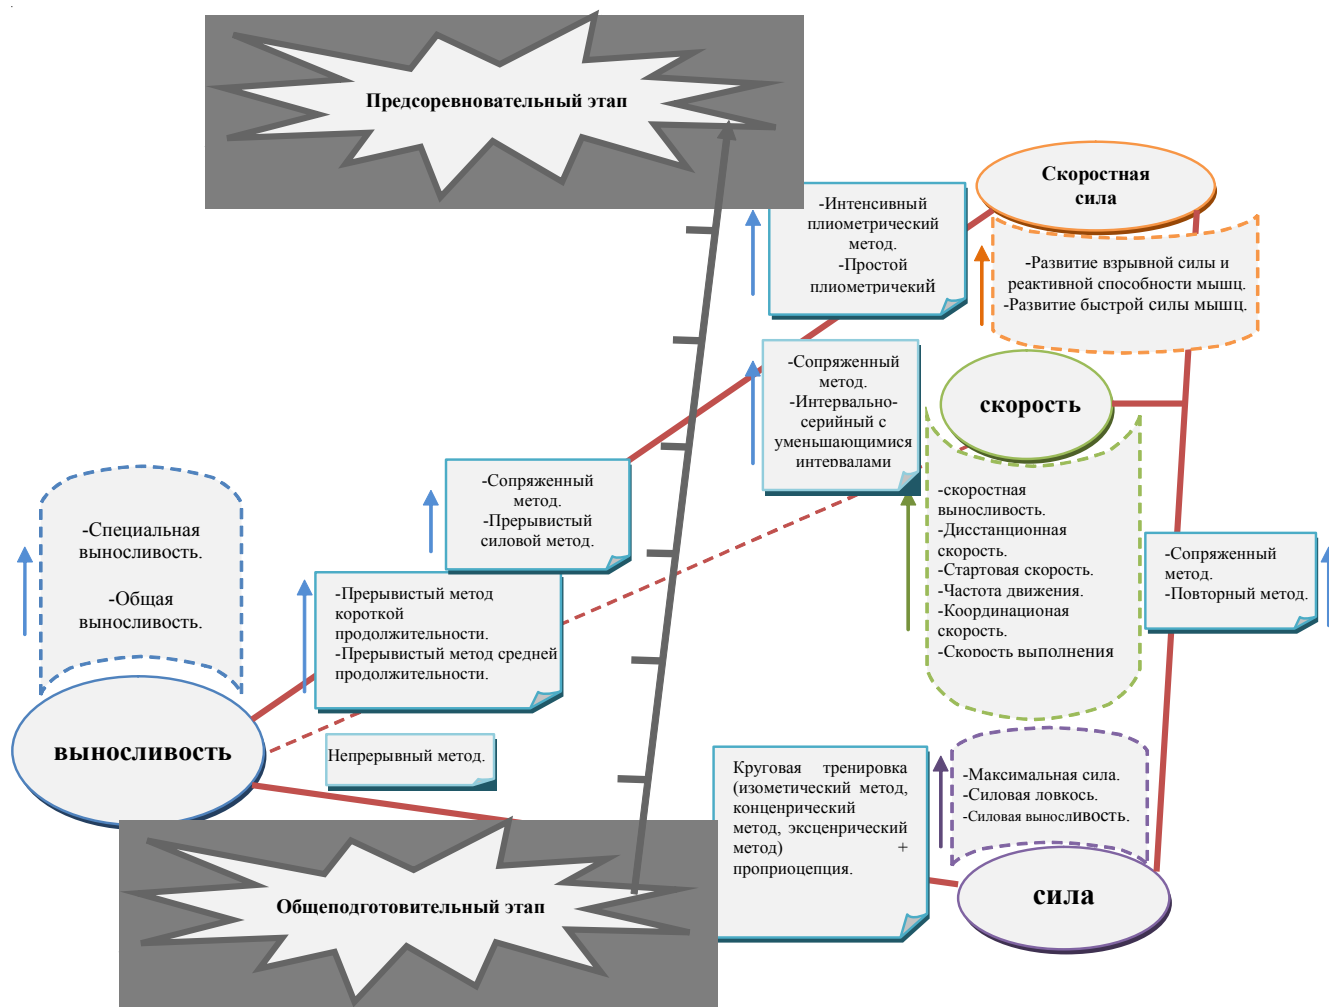 Предсоревновательный этап
Скоростная
сила
-Интенсивный
плиометрический
метод.
-Простой
плиометричекий
-Развитие взрывной силы и
реактивной способности мышц.
-Развитие быстрой силы мышц.
-Сопряженный
метод.
-Интервально-
серийный с
уменьшающимися
интервалами
скорость
-скоростная
выносливость.
-Дисстанционная
скорость.
-Стартовая скорость.
-Частота движения.
-Координационая
скорость.
-Скорость выполнения
-Сопряженный
метод.
-Прерывистый
силовой метод.
-Специальная
выносливость.
-Общая
выносливость.
-Прерывистый метод
короткой
продолжительности.
-Прерывистый метод средней
продолжительности.
-Сопряженный
метод.
-Повторный метод.
выносливость
Непрерывный метод.
Круговая тренировка
(изометический метод,
конценрический
метод, эксценрический
метод) +
проприоцепция.
-Максимальная сила.
-Силовая ловкось.
-Силовая выносливость.
сила
Общеподготовительный этап